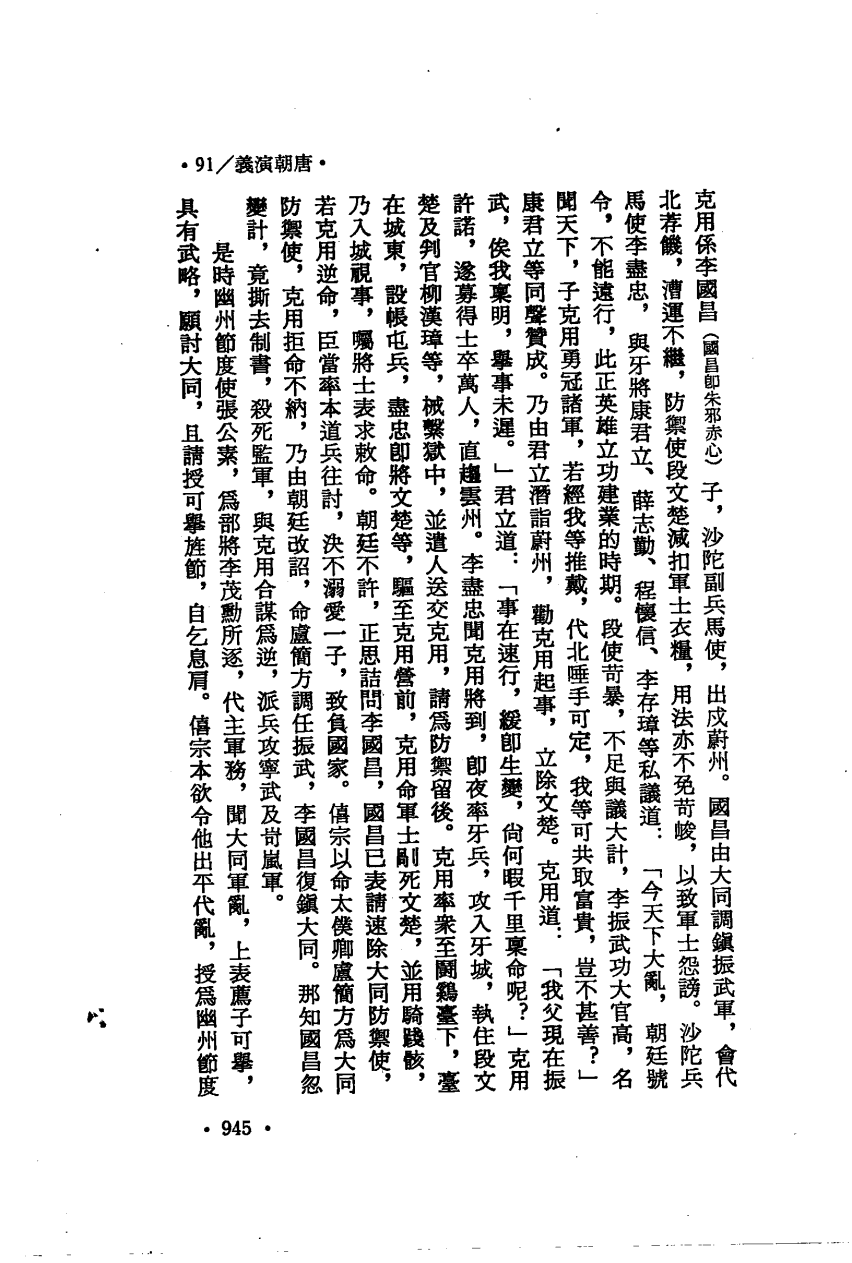 •91／義演朝唐•
克用係李國昌（國昌卽朱邪赤心）子，沙陀副兵馬使，出戍蔚州。國昌由大同調鎭振武軍，會代
北荐饑，漕運不繼，防禦使段文楚減扣軍士衣糧，用法亦不免苛峻，以致軍士怨謗。沙陀兵
馬使李盡忠，與牙將康君立、薛志勤、程懷信、李存璋等私議道：「今天下大亂，朝廷號
令，不能遠行，此正英雄立功建業的時期。段使苛暴，不足與議大計，李振武功大官高，名
聞天下，子克用勇冠諸軍，若經我等推戴，代北唾手可定，我等可共取富貴，豈不甚善？」
康君立等同聲贊成。乃由君立潛詣蔚州，勸克用起事，立除文楚。克用道：「我父現在振
武，俟我稟明，舉事未遲。」君立道：「事在速行，緩卽生變，尙何暇千里稟命呢？」克用
許諾，遂募得士卒萬人，直趨雲州。李盡忠聞克用將到，卽夜率牙兵，攻入牙城，執住段文
楚及判官柳漢璋等，械繫獄中，並遣人送交克用，請爲防禦留後。克用率衆至鬭鷄臺下，臺
在城東，設帳屯兵，盡忠卽將文楚等，驅至克用營前，克用命軍士剮死文楚，並用騎踐骸，
乃入城視事，囑將士表求敕命。朝廷不許，正思詰問李國昌，國昌已表請速除大同防禦使，
若克用逆命，臣當率本道兵往討，決不溺愛一子，致負國家。僖宗以命太僕卿盧簡方爲大同
防禦使，克用拒命不納，乃由朝廷改詔，命盧簡方調任振武，李國昌復鎭大同。那知國昌忽
變計，竟撕去制書，殺死監軍，與克用合謀爲逆，派兵攻寧武及岢嵐軍。
是時幽州節度使張公素，爲部將李茂勳所逐，代主軍務，聞大同軍亂，上表薦子可舉，
具有武略，願討大同，且請授可舉旌節，自乞息肩。僖宗本欲令他出平代亂，授爲幽州節度
•945•